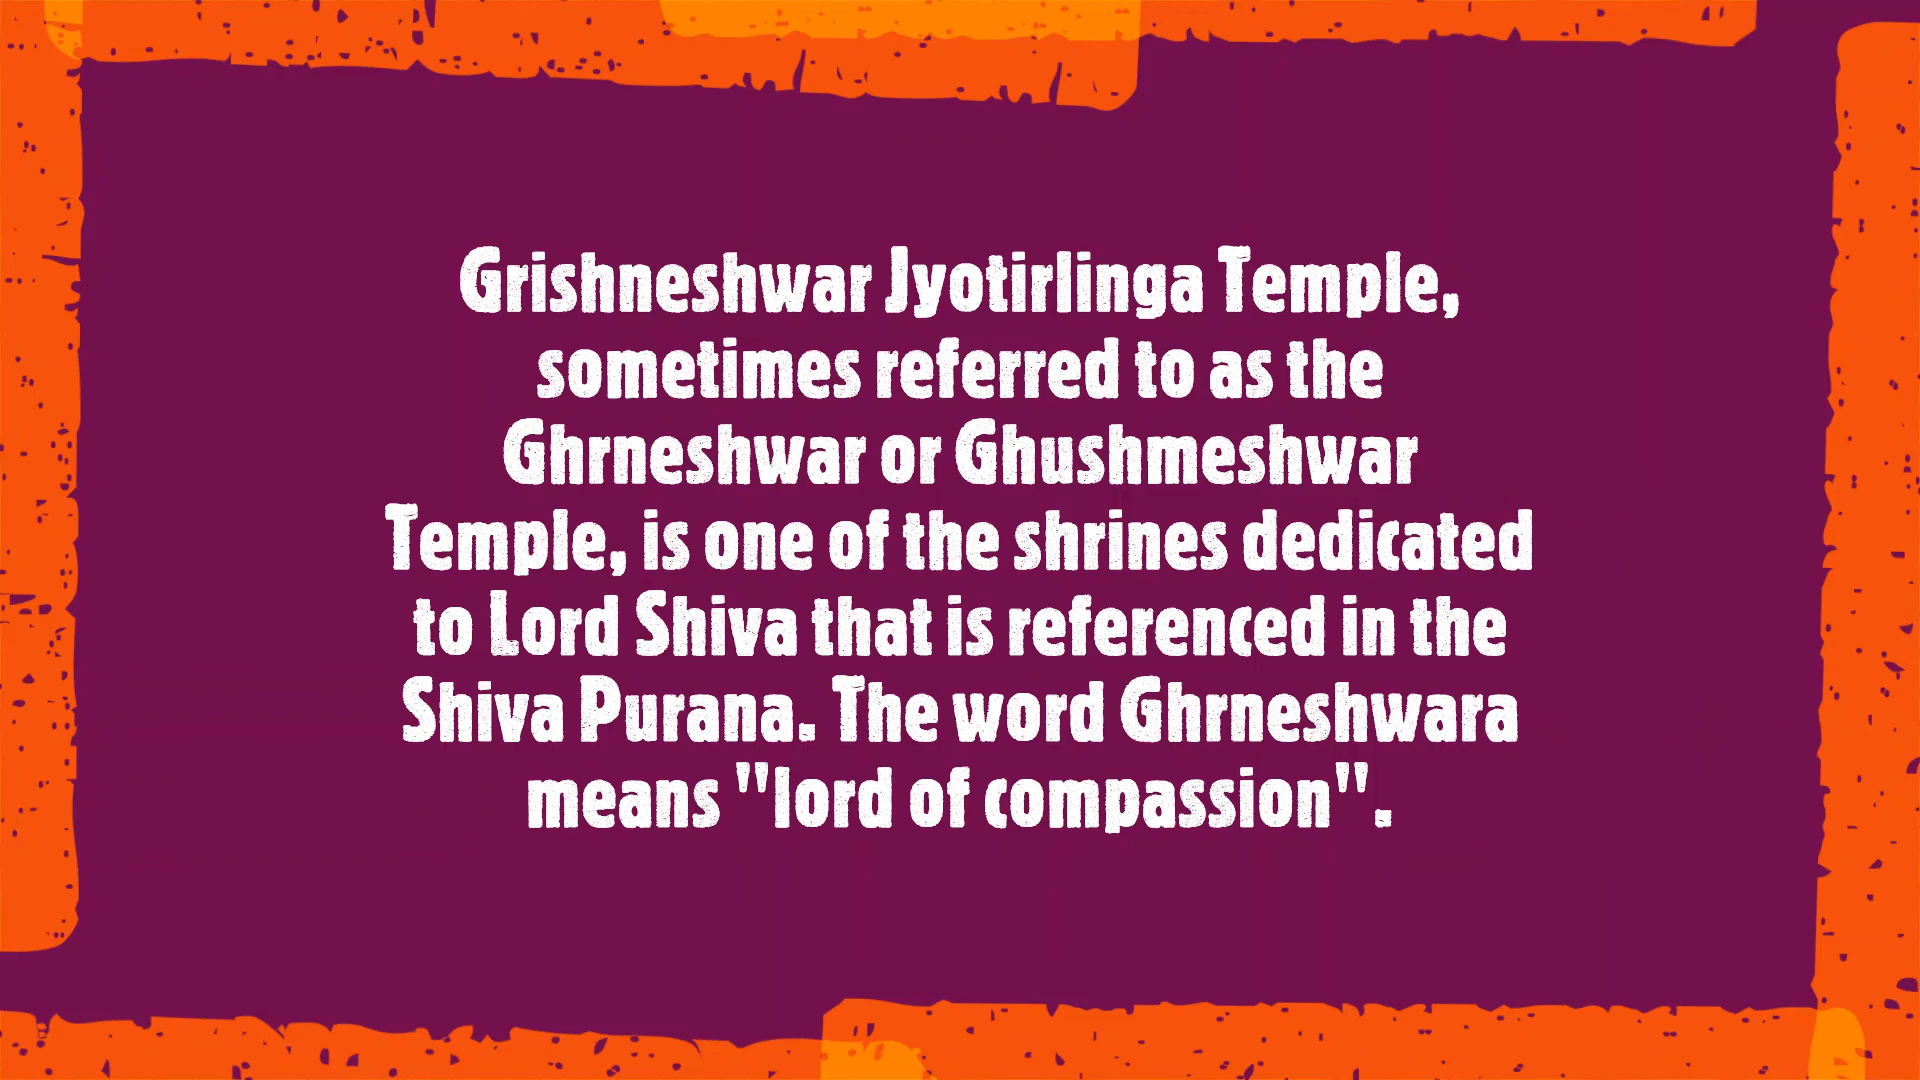 Grishneshwar Jyotirlinga Temple,
sometimes referred to as the
Ghrneshwar or Ghushmeshwar
Temple, is one of the shrines dedicated
to Lord Shiva that is referenced in the
Shiva Purana. The word Ghrneshwara
means "lord of compassion".